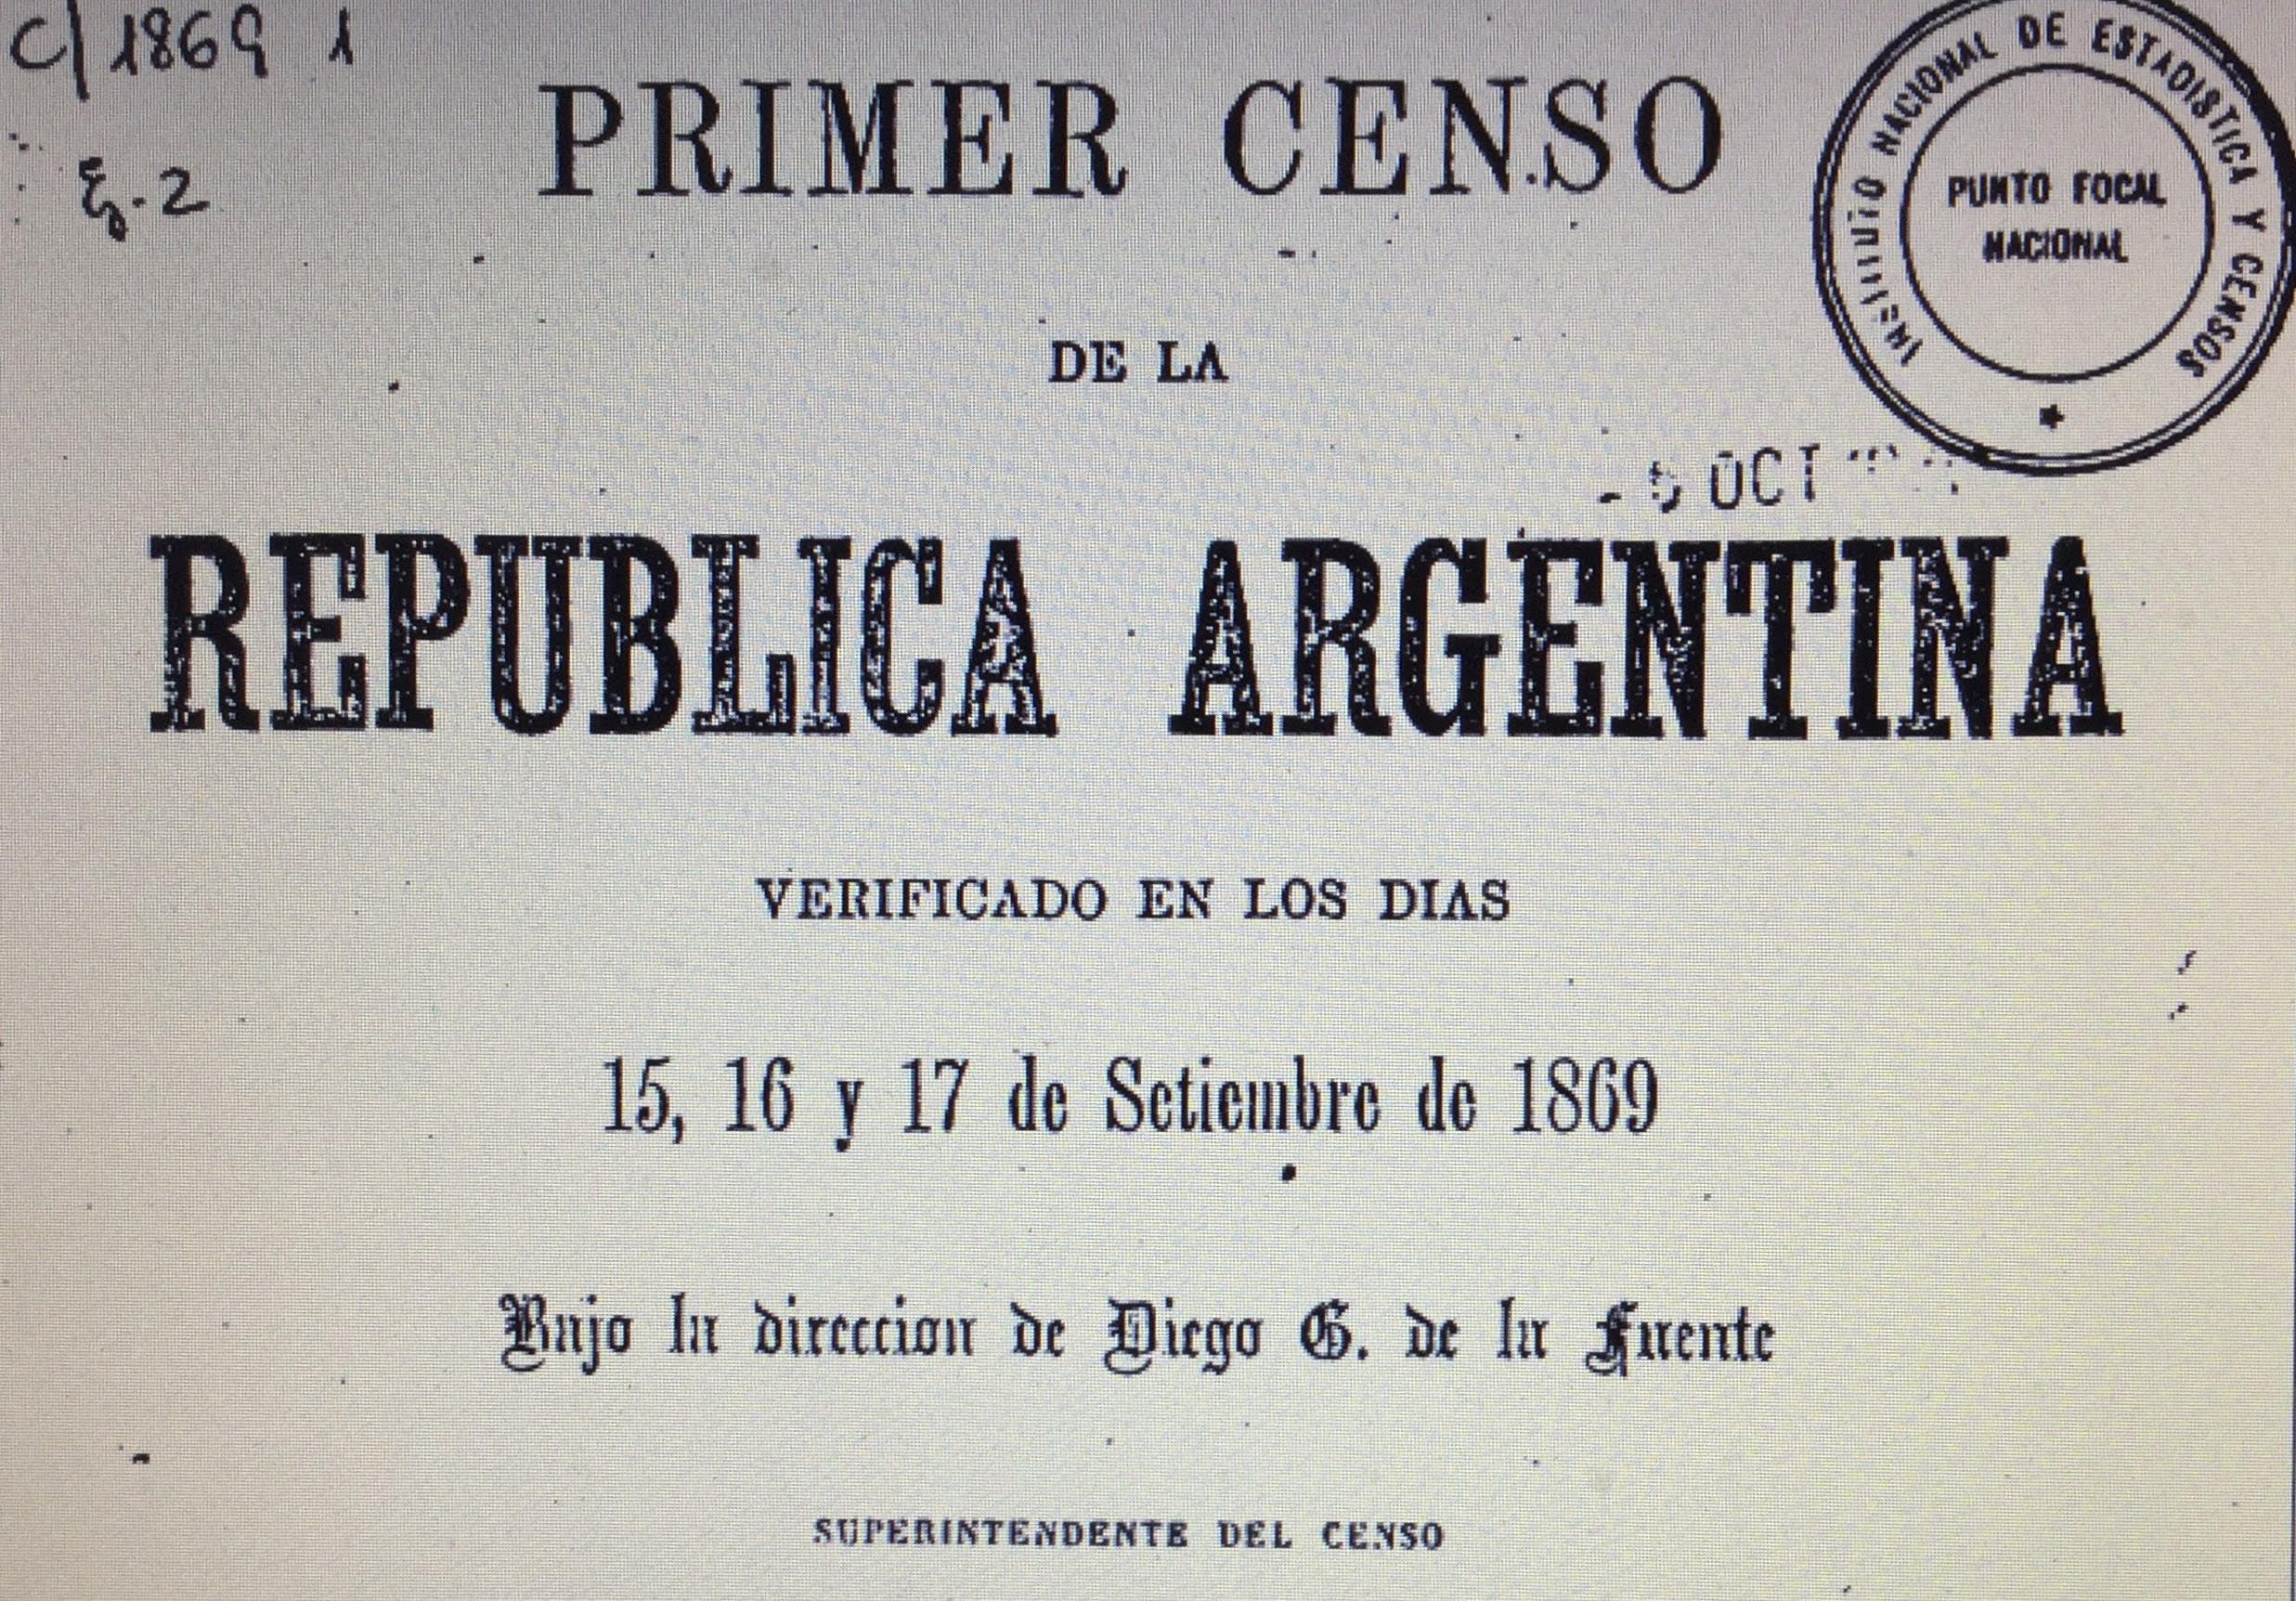 C/1869 1
PRIMER CENSO
INSTITUTO NACIONAL DE ESTADISTICA Y CENSOS
PUNTO FOCAL
NACIONAL
DE LA
OCT
REPUBLICA ARGENTINA
VERIFICADO EN LOS DIAS
15, 16 y 17 de Setiembre de 1869
Bajo la direccion de Diego G. de la Fuente
SUPERINTENDENTE DEL CENSO